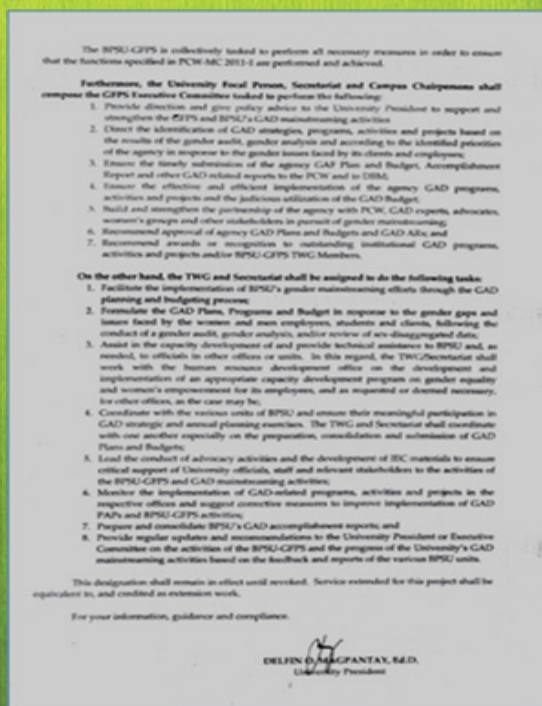 The BPSU-GFPS is collectively tasked to perform all necessary measures in order to ensure
that the functions specified in PCW-MC 2011-1 are performed and achieved.
Furthermore, the University Focal Person, Secretariat and Campus Chairpersons shall
compose the GFPS Executive Committee tasked to perform the following:
1. Provide direction and give policy advice to the University President to support and
strengthen the GFPS and BPSU's GAD mainstreaming activities
2. Direct the identification of GAD strategies, programs, activities and projects based on
the results of the gender audit, gender analysis and according to the identified priorities
of the agency in response to the gender issues faced by its clients and employees;
3. Ensure the timely submission of the agency GAF Plan and Budget, Accomplishment
Report and other GAD related reports to the PCW and to DBM;
4. Ensure the effective and efficient implementation of the agency GAD programs,
activities and projects and the judicious utilization of the GAD Budget;
5. Build and strengthen the partnership of the agency with PCW, GAD experts, advocates,
women's groups and other stakeholders in pursuit of gender mainstreaming;
6. Recommend approval of agency GAD Plans and Budgets and GAD ARs; and
7. Recommend awards or recognition to outstanding institutional GAD programs,
activities and projects and/or BPSU-GFPS TWG Members.
On the other hand, the TWG and Secretariat shall be assigned to do the following tasks:
1. Facilitate the implementation of BPSU's gender mainstreaming efforts through the GAD
planning and budgeting process;
2. Formulate the GAD Plans, Programs and Budget in response to the gender gaps and
issues faced by the women and men employees, students and clients, following the
conduct of a gender audit, gender analysis, and/or review of sex-disaggregated data;
3. Assist in the capacity development of and provide technical assistance to BPSU and, as
needed, to officials in other offices or units. In this regard, the TWG/Secretariat shall
work with the human resource development office on the development and
implementation of an appropriate capacity development program on gender equality
and women's empowerment for its employees, and as requested or deemed necessary,
for other offices, as the case may be;
4. Coordinate with the various units of BPSU and ensure their meaningful participation in
GAD strategic and annual planning exercises. The TWG and Secretariat shall coordinate
with one another especially on the preparation, consolidation and submission of GAD
Plans and Budgets;
5. Lead the conduct of advocacy activities and the development of IEC materials to ensure
critical support of University officials, staff and relevant stakeholders to the activities of
the BPSU-GFPS and GAD mainstreaming activities;
6. Monitor the implementation of GAD-related programs, activities and projects in the
respective offices and suggest corrective measures to improve implementation of GAD
PAPs and BPSU-GFPS activities;
7. Prepare and consolidate BPSU's GAD accomplishment reports; and
8. Provide regular updates and recommendations to the University President or Executive
Committee on the activities of the BPSU-GFPS and the progress of the University's GAD
mainstreaming activities based on the feedback and reports of the various BPSU units.
This designation shall remain in effect until revoked. Service extended for this project shall be
equivalent to, and credited as extension work.
For your information, guidance and compliance.
DELFIN O. MAGPANTAY, Ed.D.
University President